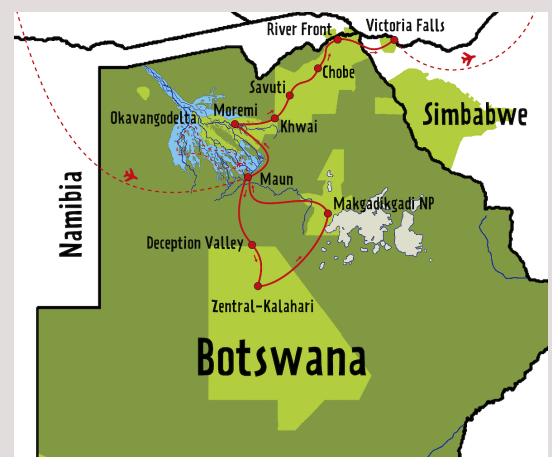 River Front
Victoria Falls
Chobe
Savuti
Moremi
Okavangodelta
Khwai
Simbabwe
Maun
Namibia
Makgadikgadi NP
Deception Valley
Zentral-Kalahari
Botswana